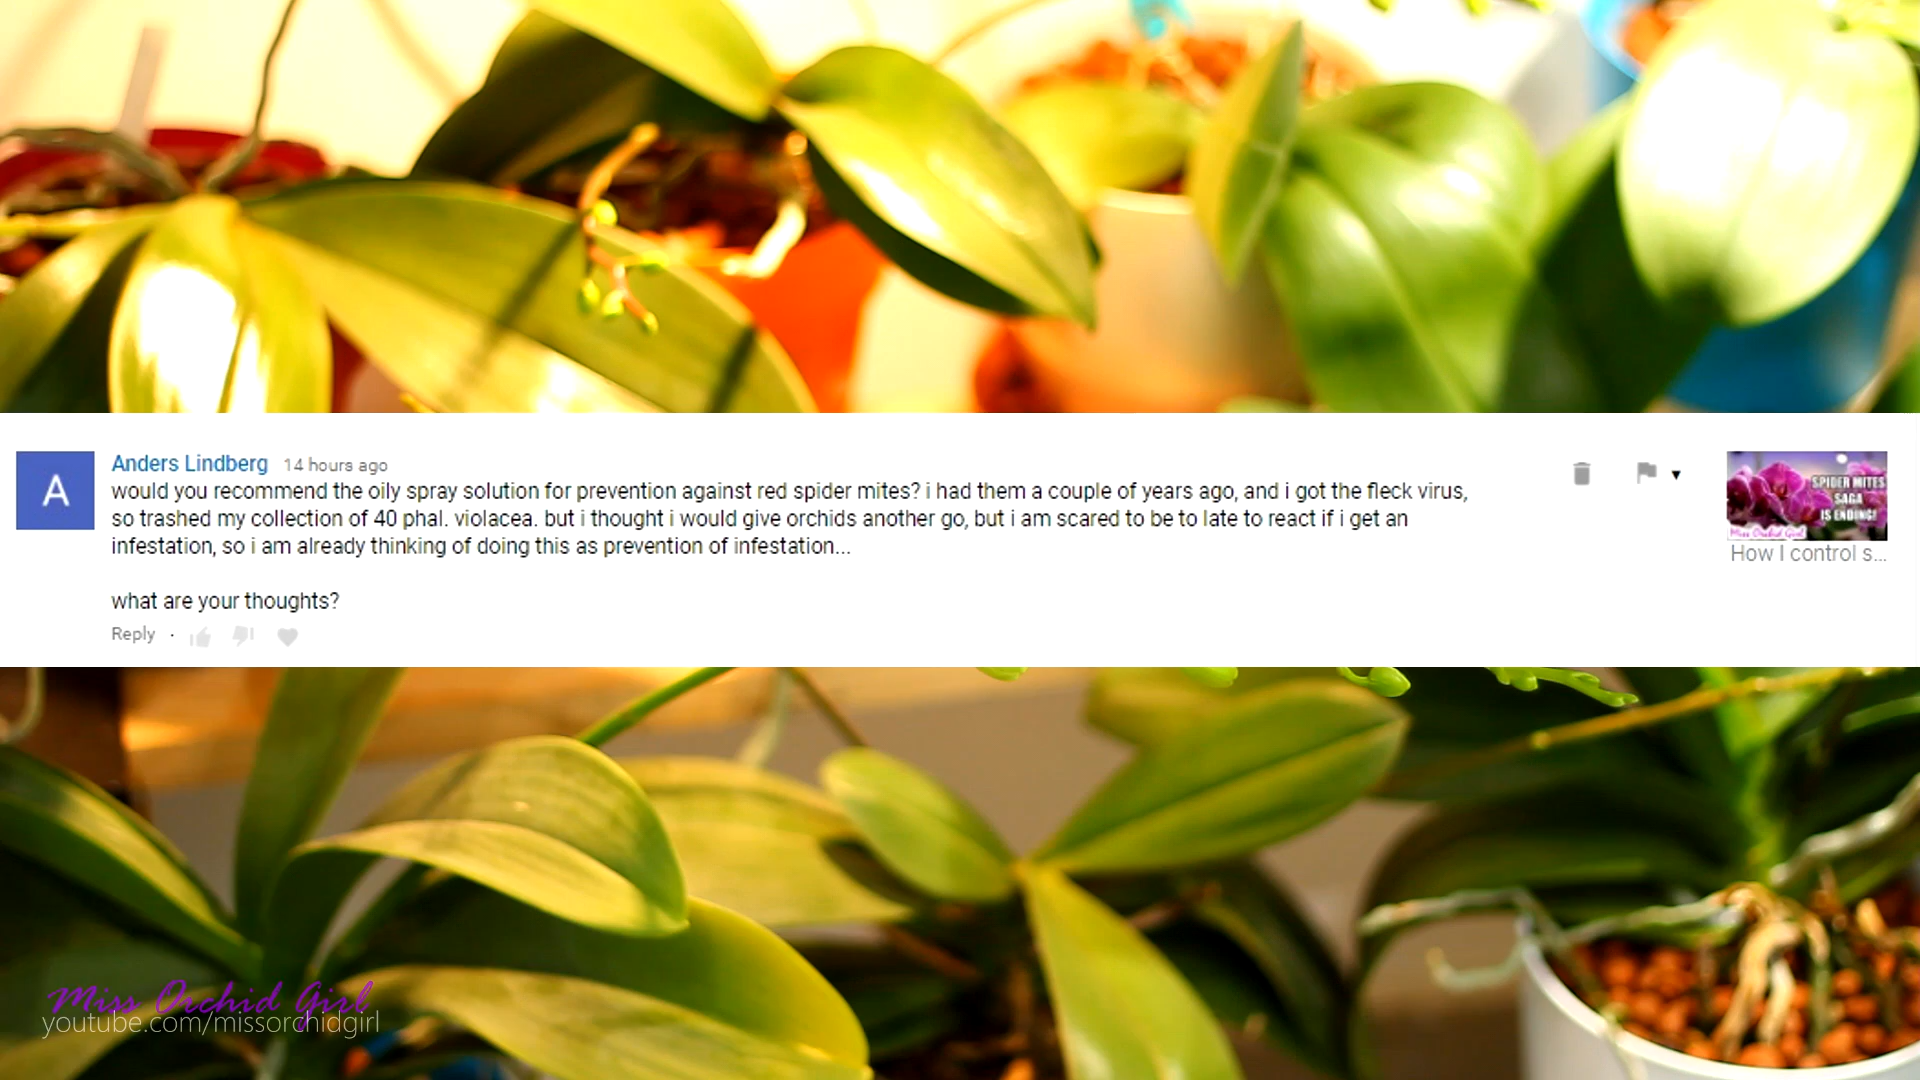 A
Anders Lindberg 14 hours ago
would you recommend the oily spray solution for prevention against red spider mites? i had them a couple of years ago, and i got the fleck virus,
so trashed my collection of 40 phal. violacea. but i thought i would give orchids another go, but i am scared to be to late to react if i get an
infestation, so i am already thinking of doing this as prevention of infestation...
what are your thoughts?
Reply ·
SPIDER MITES
SAGA
IS ENDING!
Miss Orchid Girl
How I control s...
Miss Orchid Girl
youtube.com/missorchidgirl